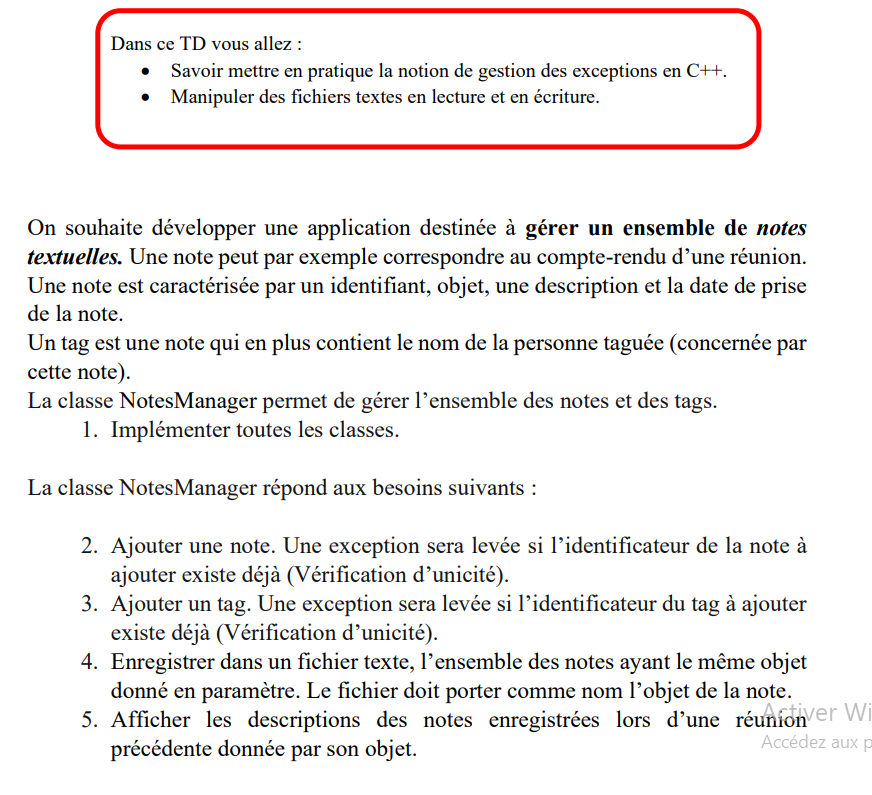 Dans ce TD vous allez :
• Savoir mettre en pratique la notion de gestion des exceptions en C++.
• Manipuler des fichiers textes en lecture et en écriture.
On souhaite développer une application destinée à gérer un ensemble de notes
textuelles. Une note peut par exemple correspondre au compte-rendu d’une réunion.
Une note est caractérisée par un identifiant, objet, une description et la date de prise
de la note.
Un tag est une note qui en plus contient le nom de la personne taguée (concernée par
cette note).
La classe NotesManager permet de gérer l’ensemble des notes et des tags.
1. Implémenter toutes les classes.
La classe NotesManager répond aux besoins suivants :
2. Ajouter une note. Une exception sera levée si l’identificateur de la note à
ajouter existe déjà (Vérification d’unicité).
3. Ajouter un tag. Une exception sera levée si l’identificateur du tag à ajouter
existe déjà (Vérification d’unicité).
4. Enregistrer dans un fichier texte, l’ensemble des notes ayant le même objet
donné en paramètre. Le fichier doit porter comme nom l’objet de la note.
5. Afficher les descriptions des notes enregistrées lors d’une réunion
précédente donnée par son objet.
Activer Wi
Accédez aux p